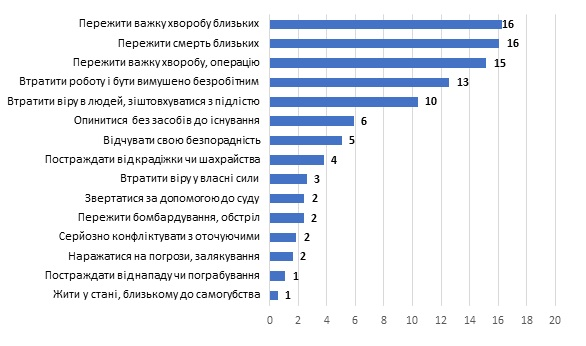 Пережити важку хворобу близьких 16
Пережити смерть близьких 16
Пережити важку хворобу, операцію 15
Втратити роботу і бути вимушено безробітним 13
Втратити віру в людей, зіштовхуватися з підлістю 10
Опинитися без засобів до існування 6
Відчувати свою безпорадність 5
Постраждати від крадіжки чи шахрайства 4
Втратити віру у власні сили 3
Звертатися за допомогою до суду 2
Пережити бомбардування, обстріл 2
Серйозно конфліктувати з оточуючими 2
Наражатися на погрози, залякування 2
Постраждати від нападу чи пограбування 1
Жити у стані, близькому до самогубства 1
0 2 4 6 8 10 12 14 16 18 20